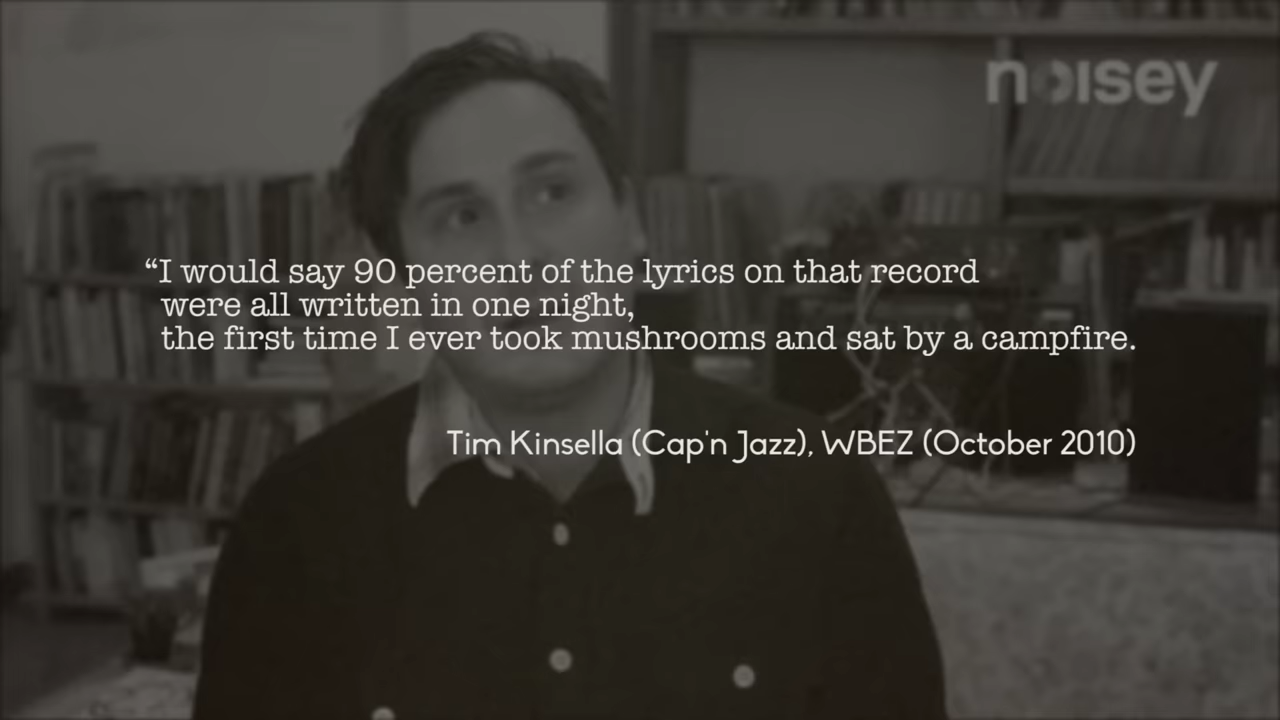 noisey
“I would say 90 percent of the lyrics on that record
were all written in one night,
the first time I ever took mushrooms and sat by a campfire.
Tim Kinsella (Cap'n Jazz), WBEZ (October 2010)